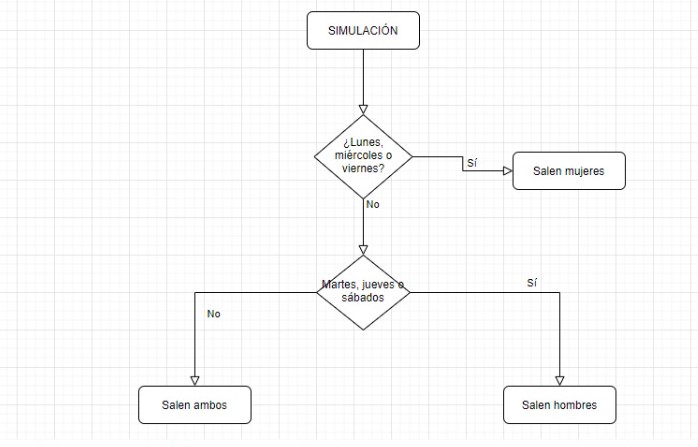 SIMULACIÓN
¿Lunes,
miércoles o
viernes?
Sí
Salen mujeres
No
Martes, jueves o
sábados
Sí
No
Salen ambos
Salen hombres